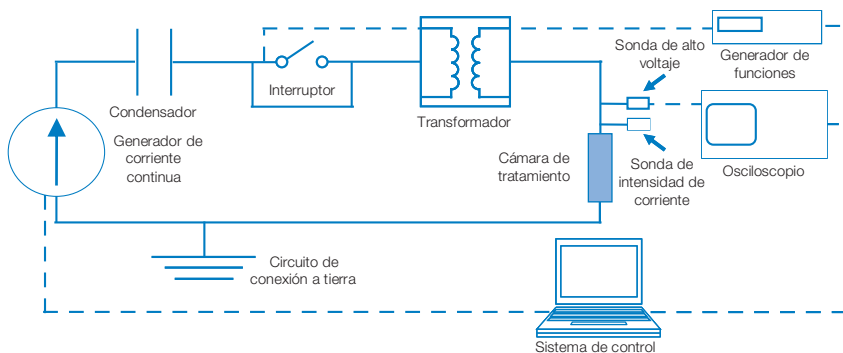 Condensador
Generador de
corriente
continua
Interruptor
Transformador
Sonda de alto
voltaje
Generador de
funciones
Cámara de
tratamiento
Sonda de
intensidad de
corriente
Osciloscopio
Circuito de
conexión a tierra
Sistema de control